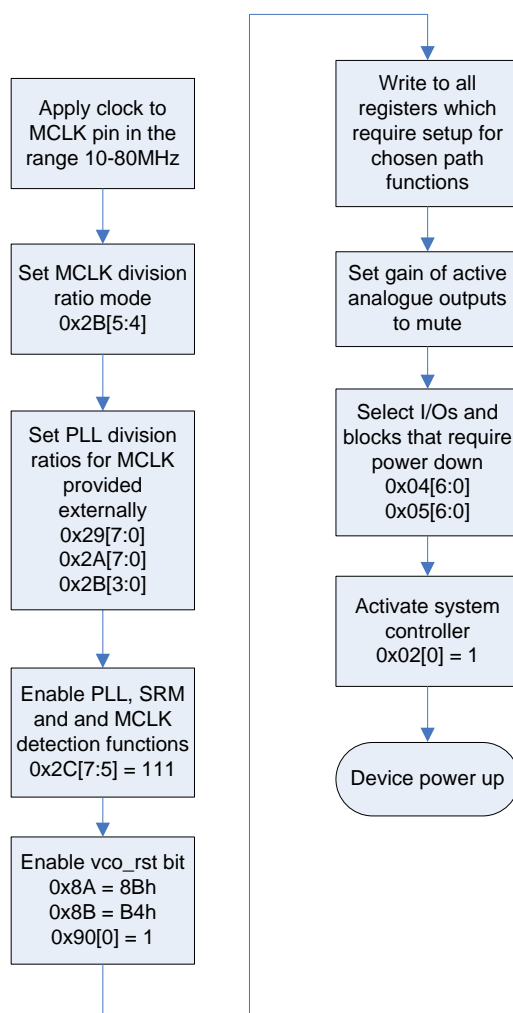 Apply clock to
MCLK pin in the
range 10-80MHz
Set MCLK division
ratio mode
0x2B[5:4]
Set PLL division
ratios for MCLK
provided
externally
0x29[7:0]
0x2A[7:0]
0x2B[3:0]
Enable PLL, SRM
and and MCLK
detection functions
0x2C[7:5] = 111
Enable vco_rst bit
0x8A = 8Bh
0x8B = B4h
0x90[0] = 1
Write to all
registers which
require setup for
chosen path
functions
Set gain of active
analogue outputs
to mute
Select I/Os and
blocks that require
power down
0x04[6:0]
0x05[6:0]
Activate system
controller
0x02[0] = 1
Device power up